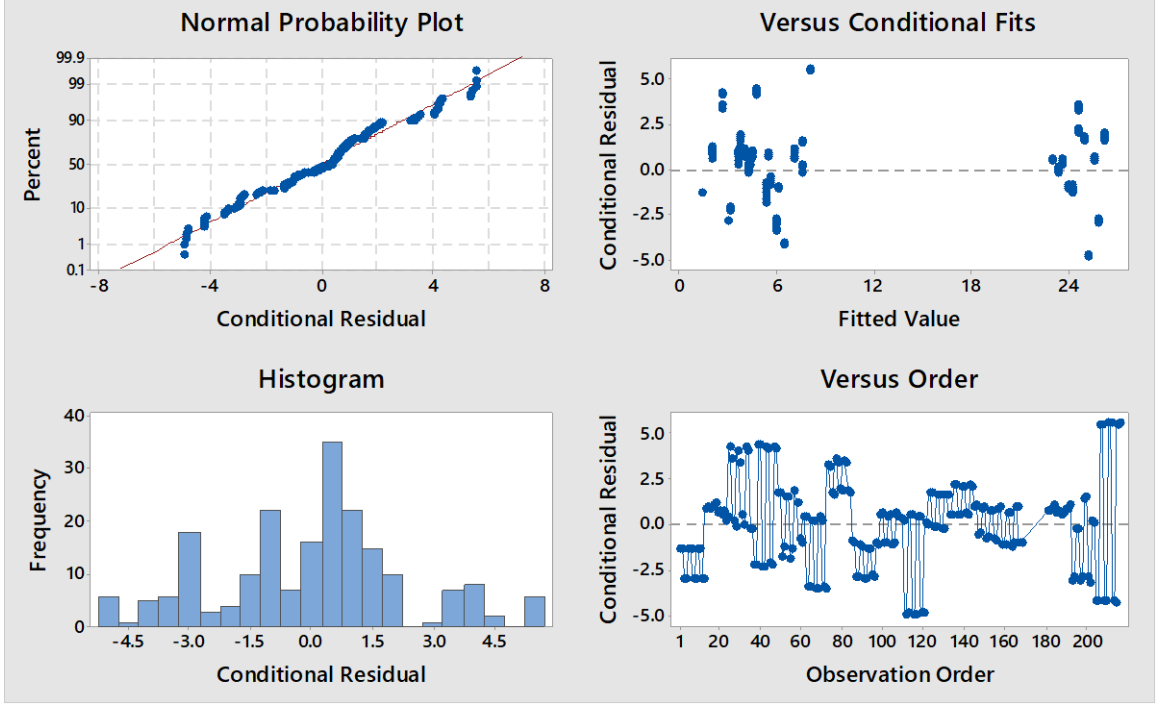 Normal Probability Plot
99.9
99
90
50
10
1
0.1
Percent
-8 -4 0 4 8
Conditional Residual
Versus Conditional Fits
5.0
2.5
0.0
-2.5
-5.0
Conditional Residual
0 6 12 18 24
Fitted Value
Histogram
40
30
20
10
0
Frequency
-4.5 -3.0 -1.5 0.0 1.5 3.0 4.5
Conditional Residual
Versus Order
5.0
2.5
0.0
-2.5
-5.0
Conditional Residual
1 20 40 60 80 100 120 140 160 180 200
Observation Order